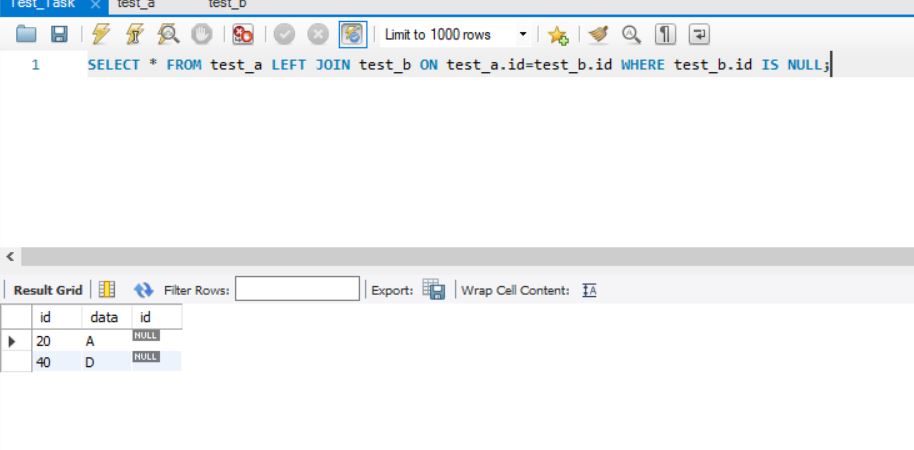 Test_Task test_a test_b
Limit to 1000 rows
1 SELECT * FROM test_a LEFT JOIN test_b ON test_a.id=test_b.id WHERE test_b.id IS NULL;
Result Grid Filter Rows: Export: Wrap Cell Content: IA
id data id
20 A NULL
40 D NULL